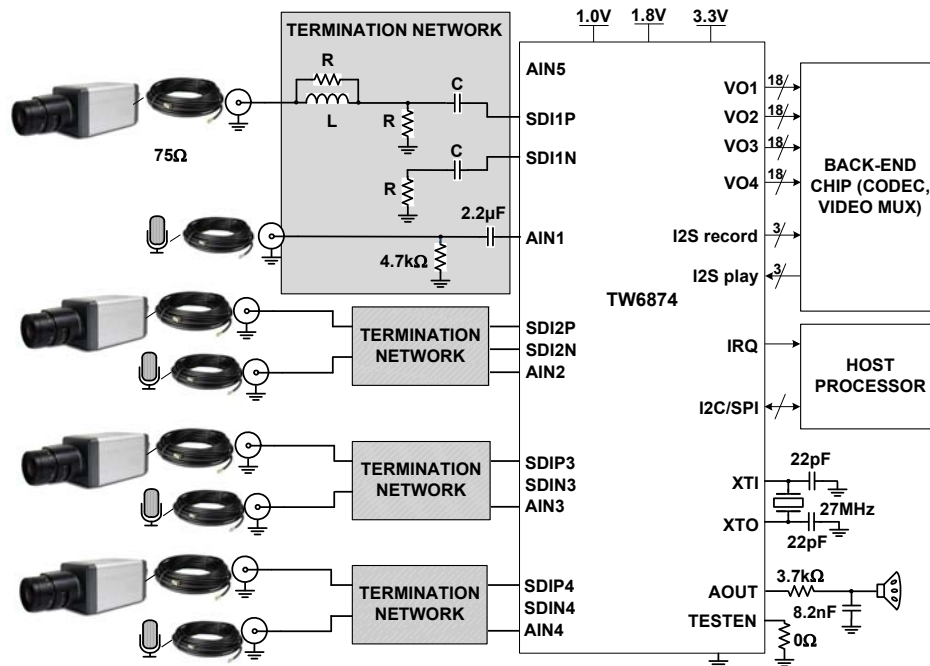 1.0V
1.8V
3.3V
TERMINATION NETWORK
R
L
C
R
75Ω
C
R
2.2µF
4.7kΩ
TERMINATION
NETWORK
TERMINATION
NETWORK
TERMINATION
NETWORK
AIN5
SDI1P
SDI1N
AIN1
SDI2P
SDI2N
AIN2
SDIP3
SDIN3
AIN3
SDIP4
SDIN4
AIN4
TW6874
VO1
18
VO2
18
VO3
18
VO4
18
I2S record
3
I2S play
3
IRQ
I2C/SPI
XTI
XTO
AOUT
TESTEN
BACK-END
CHIP (CODEC,
VIDEO MUX)
HOST
PROCESSOR
22pF
27MHz
22pF
3.7kΩ
8.2nF
0Ω